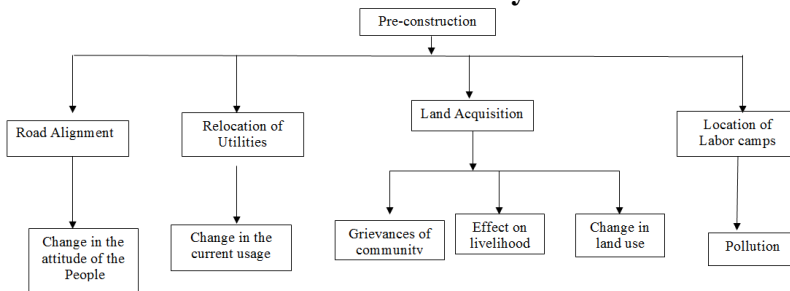 Pre-construction
Road Alignment
Relocation of
Utilities
Land Acquisition
Location of
Labor camps
Change in the
attitude of the
People
Change in the
current usage
Grievances of
community
Effect on
livelihood
Change in
land use
Pollution